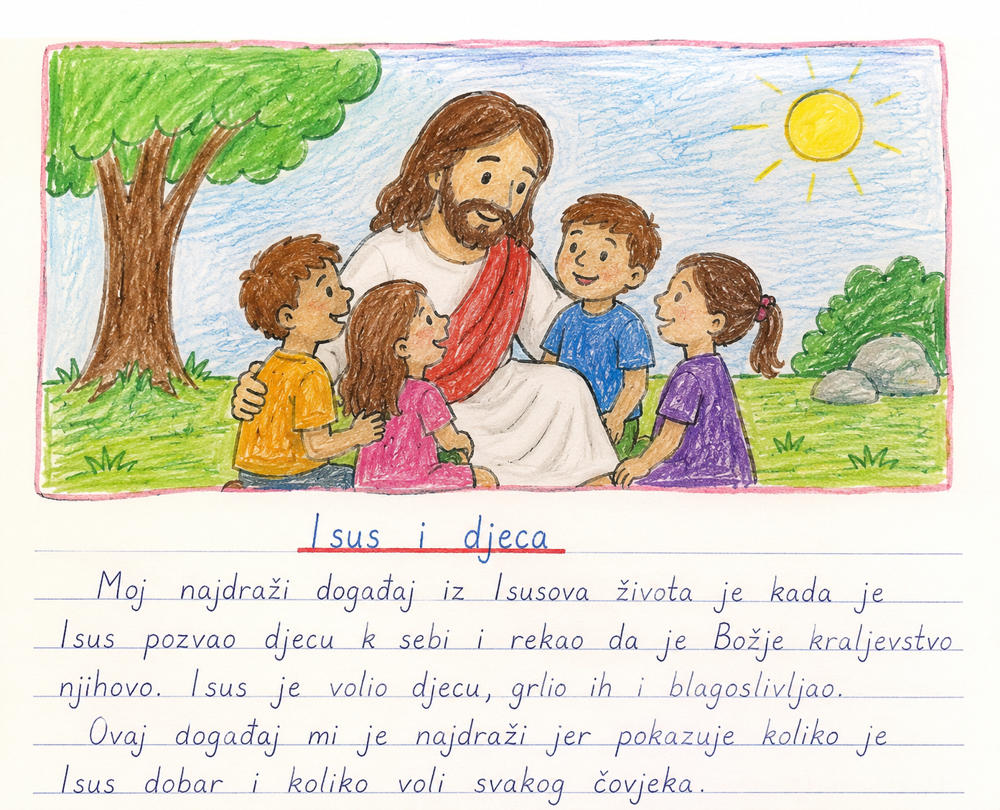 Isus i djeca
Moj najdraži događaj iz Isusova života je kada je
Isus pozvao djecu k sebi i rekao da je Božje kraljevstvo
njihovo. Isus je volio djecu, grlio ih i blagoslivljao.
Ovaj događaj mi je najdraži jer pokazuje koliko je
Isus dobar i koliko voli svakog čovjeka.